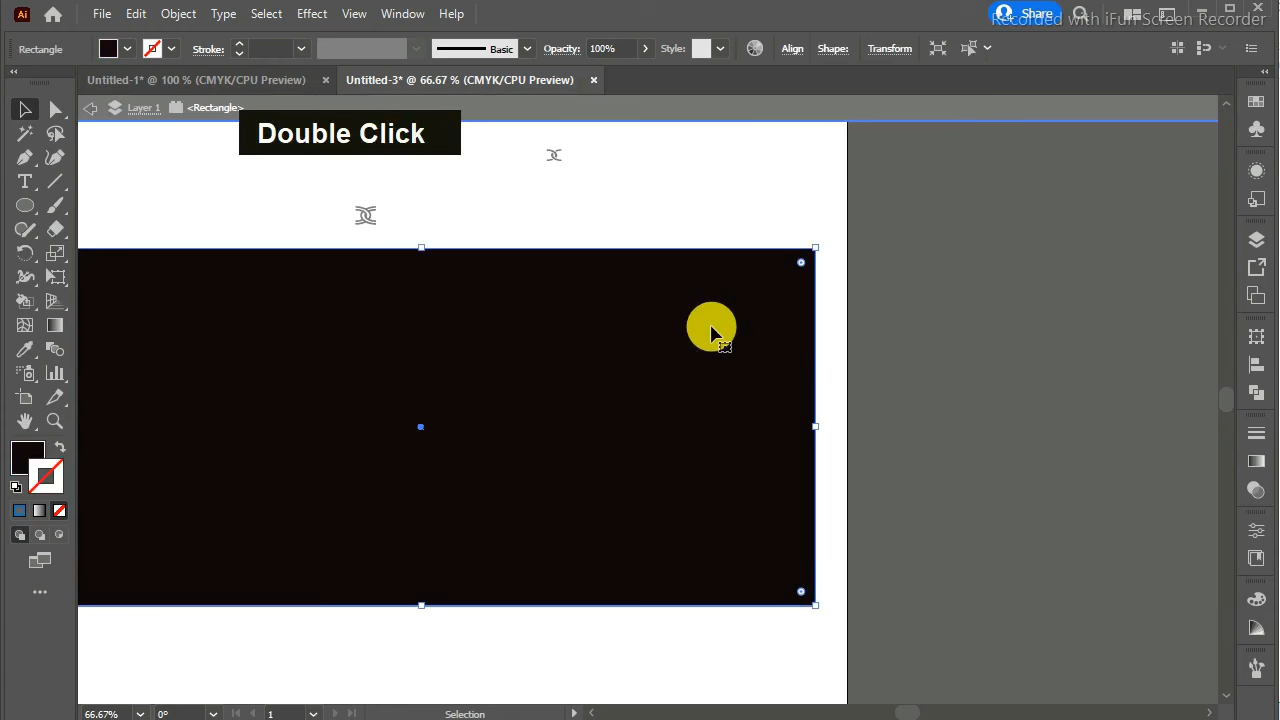 Ai File Edit Object Type Select Effect View Window Help Share
Recorded with iFun Screen Recorder
Rectangle Stroke: Basic Opacity: 100% Style: Align Shape: Transform
Untitled-1* @ 100 % (CMYK/CPU Preview) Untitled-3* @ 66.67 % (CMYK/CPU Preview)
Layer 1 <Rectangle>
Double Click
66.67% 0° 1 Selection